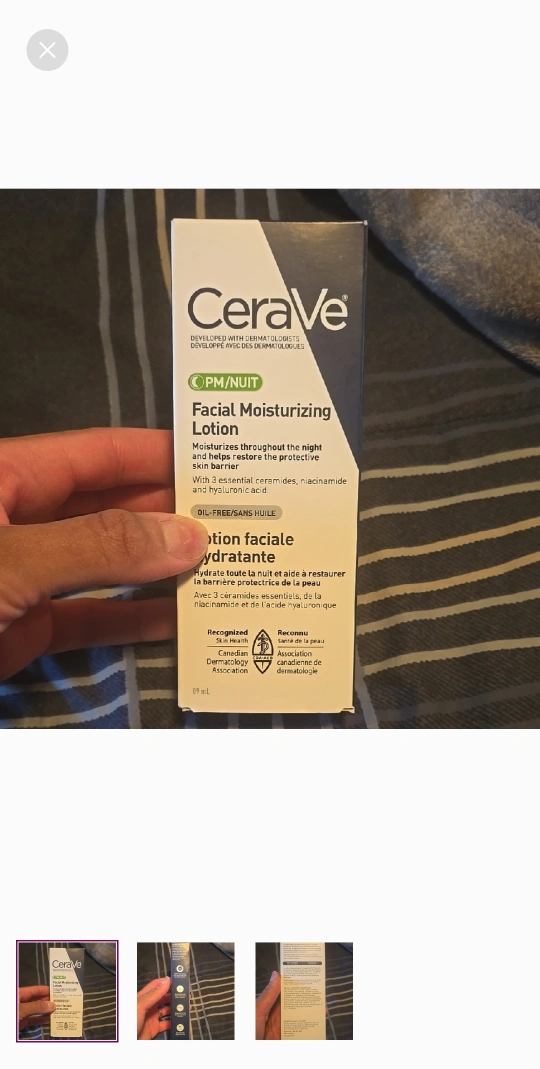 CeraVe®
DEVELOPED WITH DERMATOLOGISTS
DÉVELOPPÉ AVEC DES DERMATOLOGUES
PM/NUIT
Facial Moisturizing
Lotion
Moisturizes throughout the night
and helps restore the protective
skin barrier
With 3 essential ceramides, niacinamide
and hyaluronic acid
OIL-FREE/SANS HUILE
otion faciale
ydratante
Hydrate toute la nuit et aide à restaurer
la barrière protectrice de la peau
Avec 3 céramides essentiels, de la
niacinamide et de l'acide hyaluronique
Recognized
Skin Health
Canadian
Dermatology
Association
CDA•ACD
Reconnu
Santé de la peau
Association
canadienne de
dermatologie
89 mL